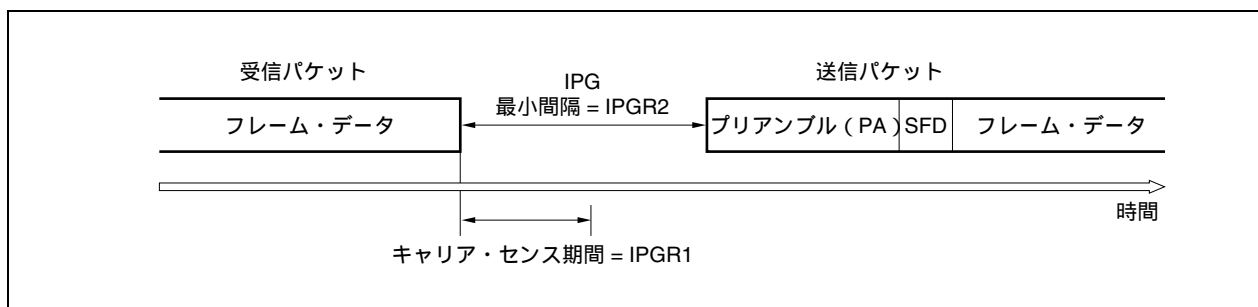 受信パケット
IPG
最小間隔 = IPGR2
送信パケット
フレーム・データ
プリアンブル（PA）
SFD
フレーム・データ
時間
キャリア・センス期間 = IPGR1